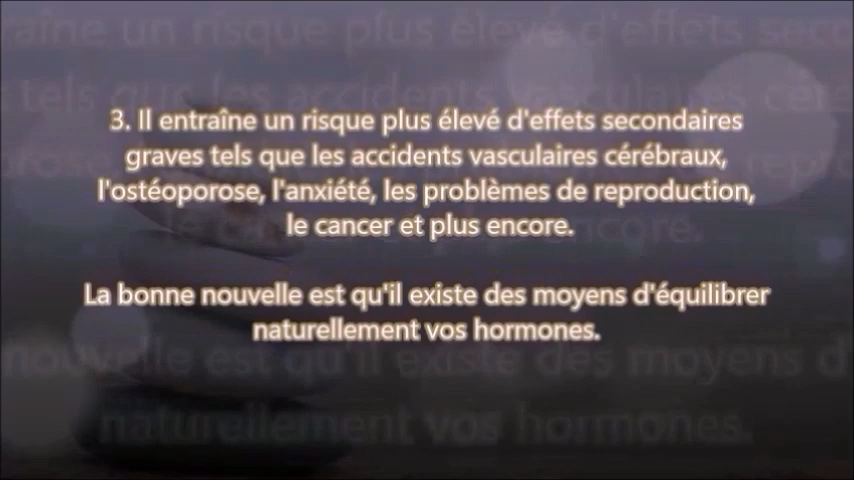 3. Il entraîne un risque plus élevé d'effets secondaires
graves tels que les accidents vasculaires cérébraux,
l'ostéoporose, l'anxiété, les problèmes de reproduction,
le cancer et plus encore.
La bonne nouvelle est qu'il existe des moyens d'équilibrer
naturellement vos hormones.